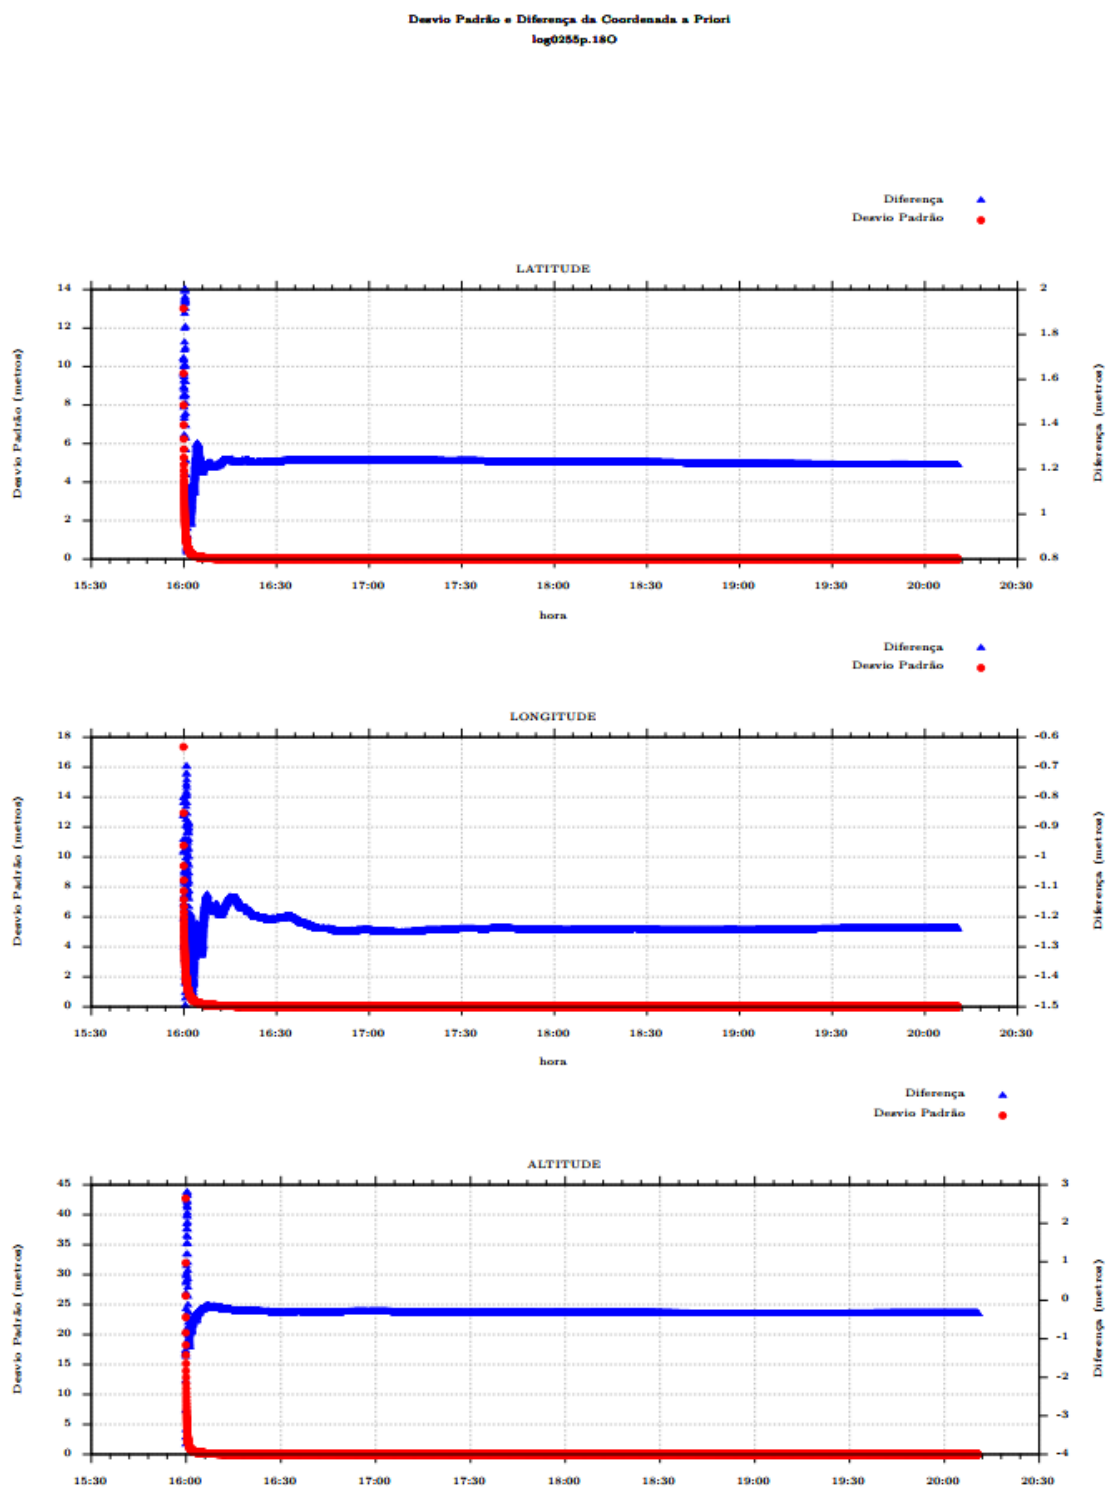 Desvio Padrão e Diferença da Coordenada a Priori
log0255p.18O
Diferença
Desvio Padrão
LATITUDE
14
12
10
8
6
4
2
0
2
1.8
1.6
1.4
1.2
1
0.8
Desvio Padrão (metros)
Diferença (metros)
15:30 16:00 16:30 17:00 17:30 18:00 18:30 19:00 19:30 20:00 20:30
hora
Diferença
Desvio Padrão
LONGITUDE
18
16
14
12
10
8
6
4
2
0
-0.6
-0.7
-0.8
-0.9
-1
-1.1
-1.2
-1.3
-1.4
-1.5
Desvio Padrão (metros)
Diferença (metros)
15:30 16:00 16:30 17:00 17:30 18:00 18:30 19:00 19:30 20:00 20:30
hora
Diferença
Desvio Padrão
ALTITUDE
45
40
35
30
25
20
15
10
5
0
3
2
1
0
-1
-2
-3
-4
Desvio Padrão (metros)
Diferença (metros)
15:30 16:00 16:30 17:00 17:30 18:00 18:30 19:00 19:30 20:00 20:30